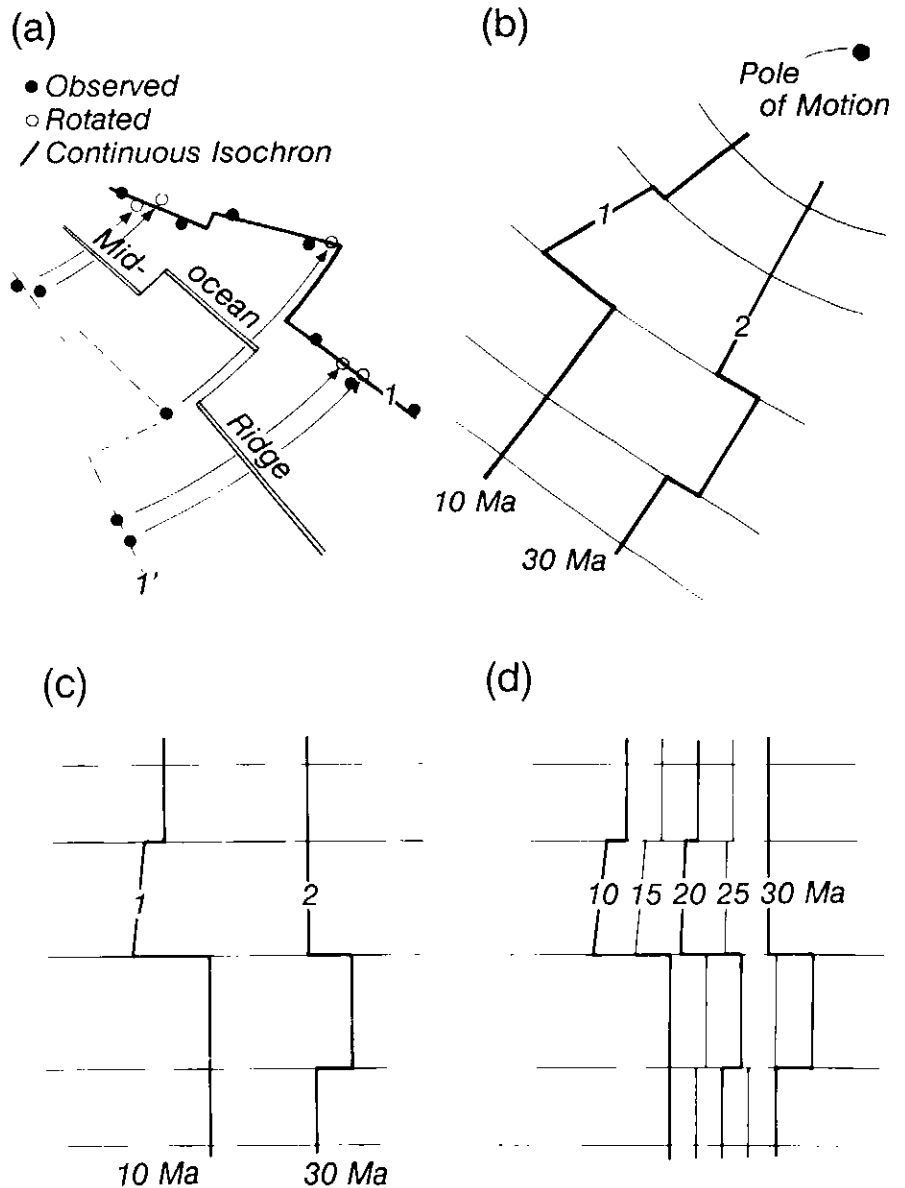 (a)
● Observed
○ Rotated
/ Continuous Isochron
Mid-
ocean
Ridge
1
1'
(b)
Pole
of Motion
1
2
10 Ma
30 Ma
(c)
1
2
10 Ma
30 Ma
(d)
10 15 20 25 30 Ma